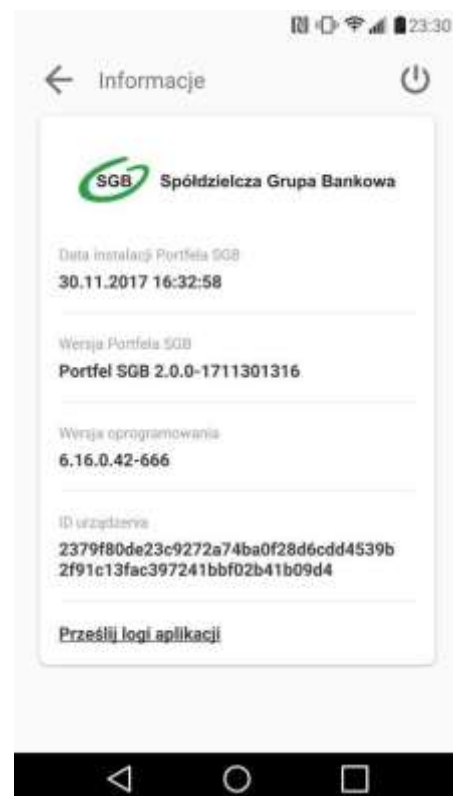 23:30
Informacje
SGB Spółdzielcza Grupa Bankowa
Data instalacji Portfela SGB
30.11.2017 16:32:58
Wersja Portfela SGB
Portfel SGB 2.0.0-1711301316
Wersja oprogramowania
6.16.0.42-666
ID urządzenia
2379f80de23c9272a74ba0f28d6cdd4539b
2f91c13fac397241bbf02b41b09d4
Prześlij logi aplikacji